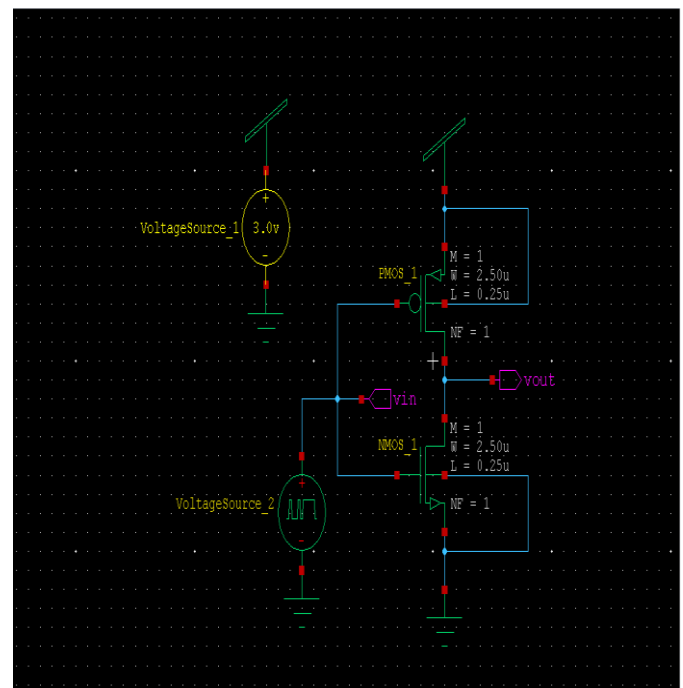 +
VoltageSource_1
3.0v
-
M = 1
PMOS_1
W = 2.50u
L = 0.25u
NF = 1
vout
vin
M = 1
NMOS_1
W = 2.50u
L = 0.25u
+
VoltageSource_2
NF = 1
-